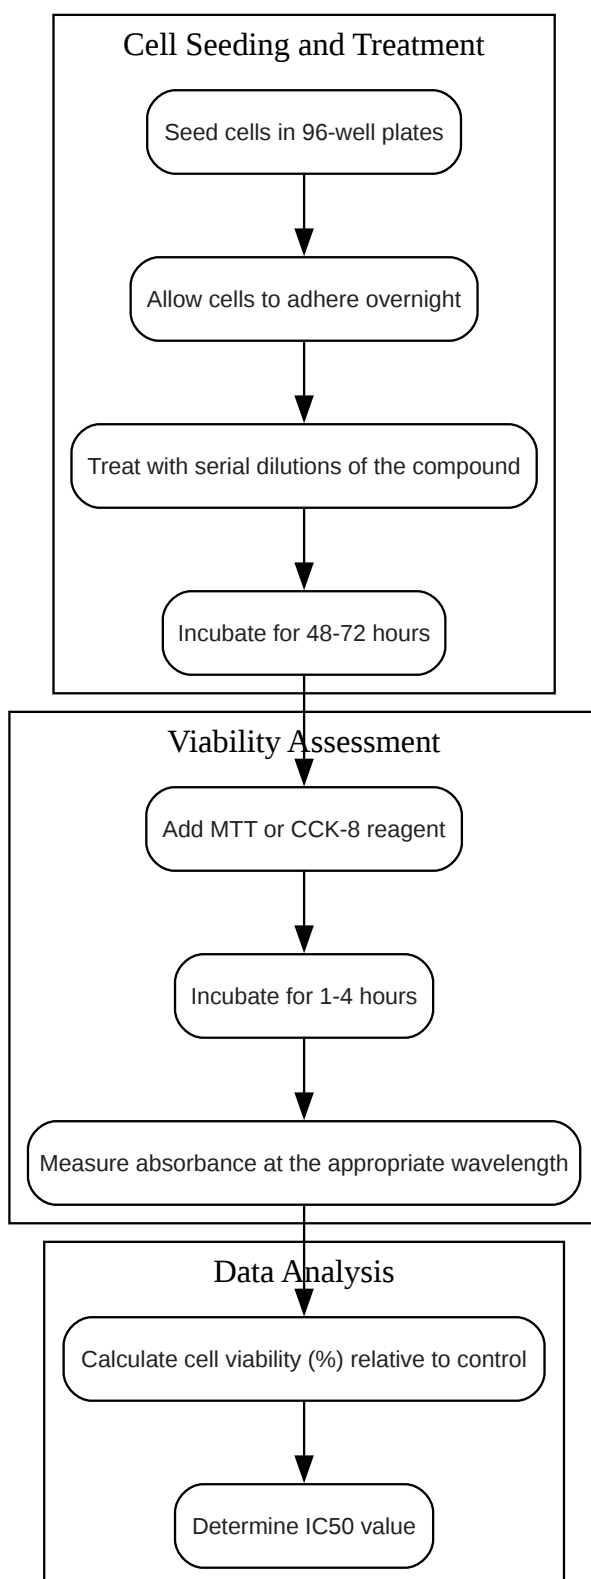 Cell Seeding and Treatment
Seed cells in 96-well plates
Allow cells to adhere overnight
Treat with serial dilutions of the compound
Incubate for 48-72 hours
Viability Assessment
Add MTT or CCK-8 reagent
Incubate for 1-4 hours
Measure absorbance at the appropriate wavelength
Data Analysis
Calculate cell viability (%) relative to control
Determine IC50 value